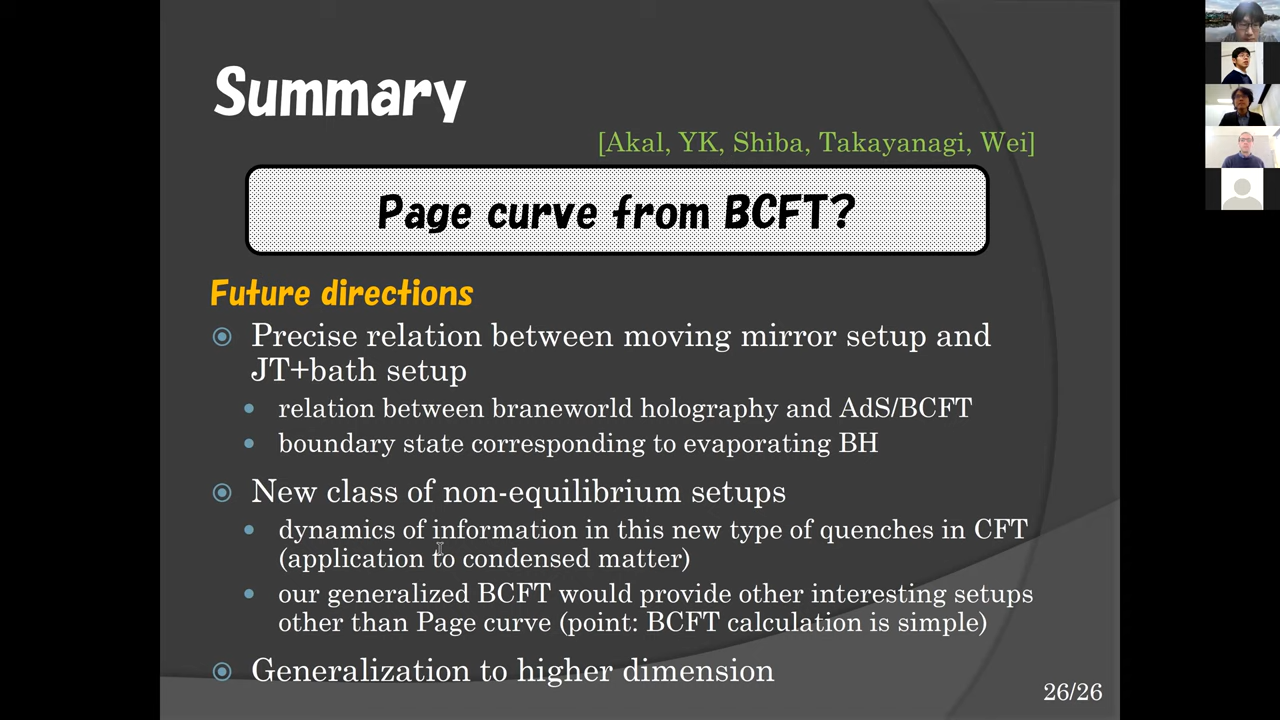 Summary
[Akal, YK, Shiba, Takayanagi, Wei]
Page curve from BCFT?
Future directions
Precise relation between moving mirror setup and
JT+bath setup
relation between braneworld holography and AdS/BCFT
boundary state corresponding to evaporating BH
New class of non-equilibrium setups
dynamics of information in this new type of quenches in CFT
(application to condensed matter)
our generalized BCFT would provide other interesting setups
other than Page curve (point: BCFT calculation is simple)
Generalization to higher dimension
26/26